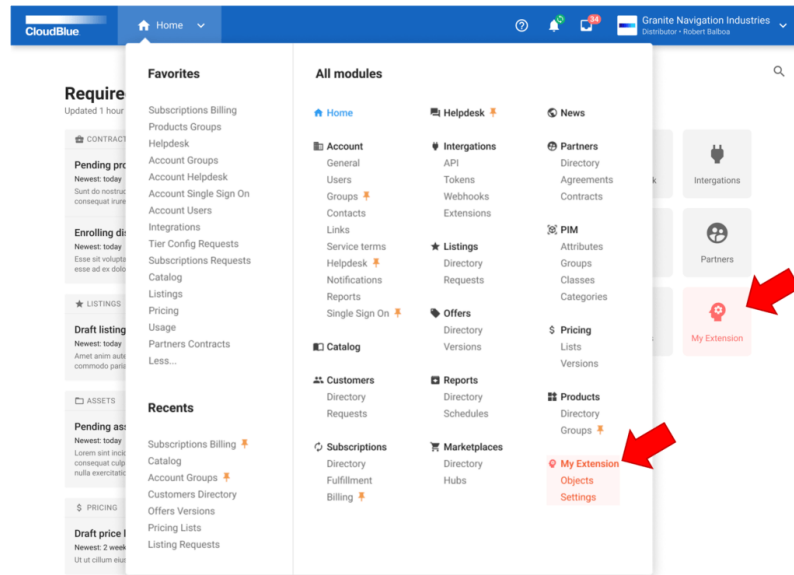 CloudBlue
Home
34
Granite Navigation Industries
Distributor • Robert Balboa
Require
Updated 1 hour
CONTRACT
Pending pro
Newest: today
Sunt do nostruc
consequat irure
Enrolling dis
Newest: today
Esse sit volupta
esse ad ex dolo
LISTINGS
Draft listing
Newest: today
Amet anim aute
commodo paria
ASSETS
Pending ass
Newest: today
Lorem sint incic
consequat culp
nulla exercitatic
$ PRICING
Draft price l
Newest: 2 week
Ut ut cillum eius
Favorites
Subscriptions Billing
Products Groups
Helpdesk
Account Groups
Account Helpdesk
Account Single Sign On
Account Users
Integrations
Tier Config Requests
Subscriptions Requests
Catalog
Listings
Pricing
Usage
Partners Contracts
Less...
Recents
Subscriptions Billing
Catalog
Account Groups
Customers Directory
Offers Versions
Pricing Lists
Listing Requests
All modules
Home
Account
General
Users
Groups
Contacts
Links
Service terms
Helpdesk
Notifications
Reports
Single Sign On
Catalog
Customers
Directory
Requests
Subscriptions
Directory
Fulfillment
Billing
Helpdesk
Intergations
API
Tokens
Webhooks
Extensions
Listings
Directory
Requests
Offers
Directory
Versions
Reports
Directory
Schedules
Marketplaces
Directory
Hubs
News
Partners
Directory
Agreements
Contracts
PIM
Attributes
Groups
Classes
Categories
$ Pricing
Lists
Versions
Products
Directory
Groups
My Extension
Objects
Settings
k
Intergations
Partners
s
My Extension